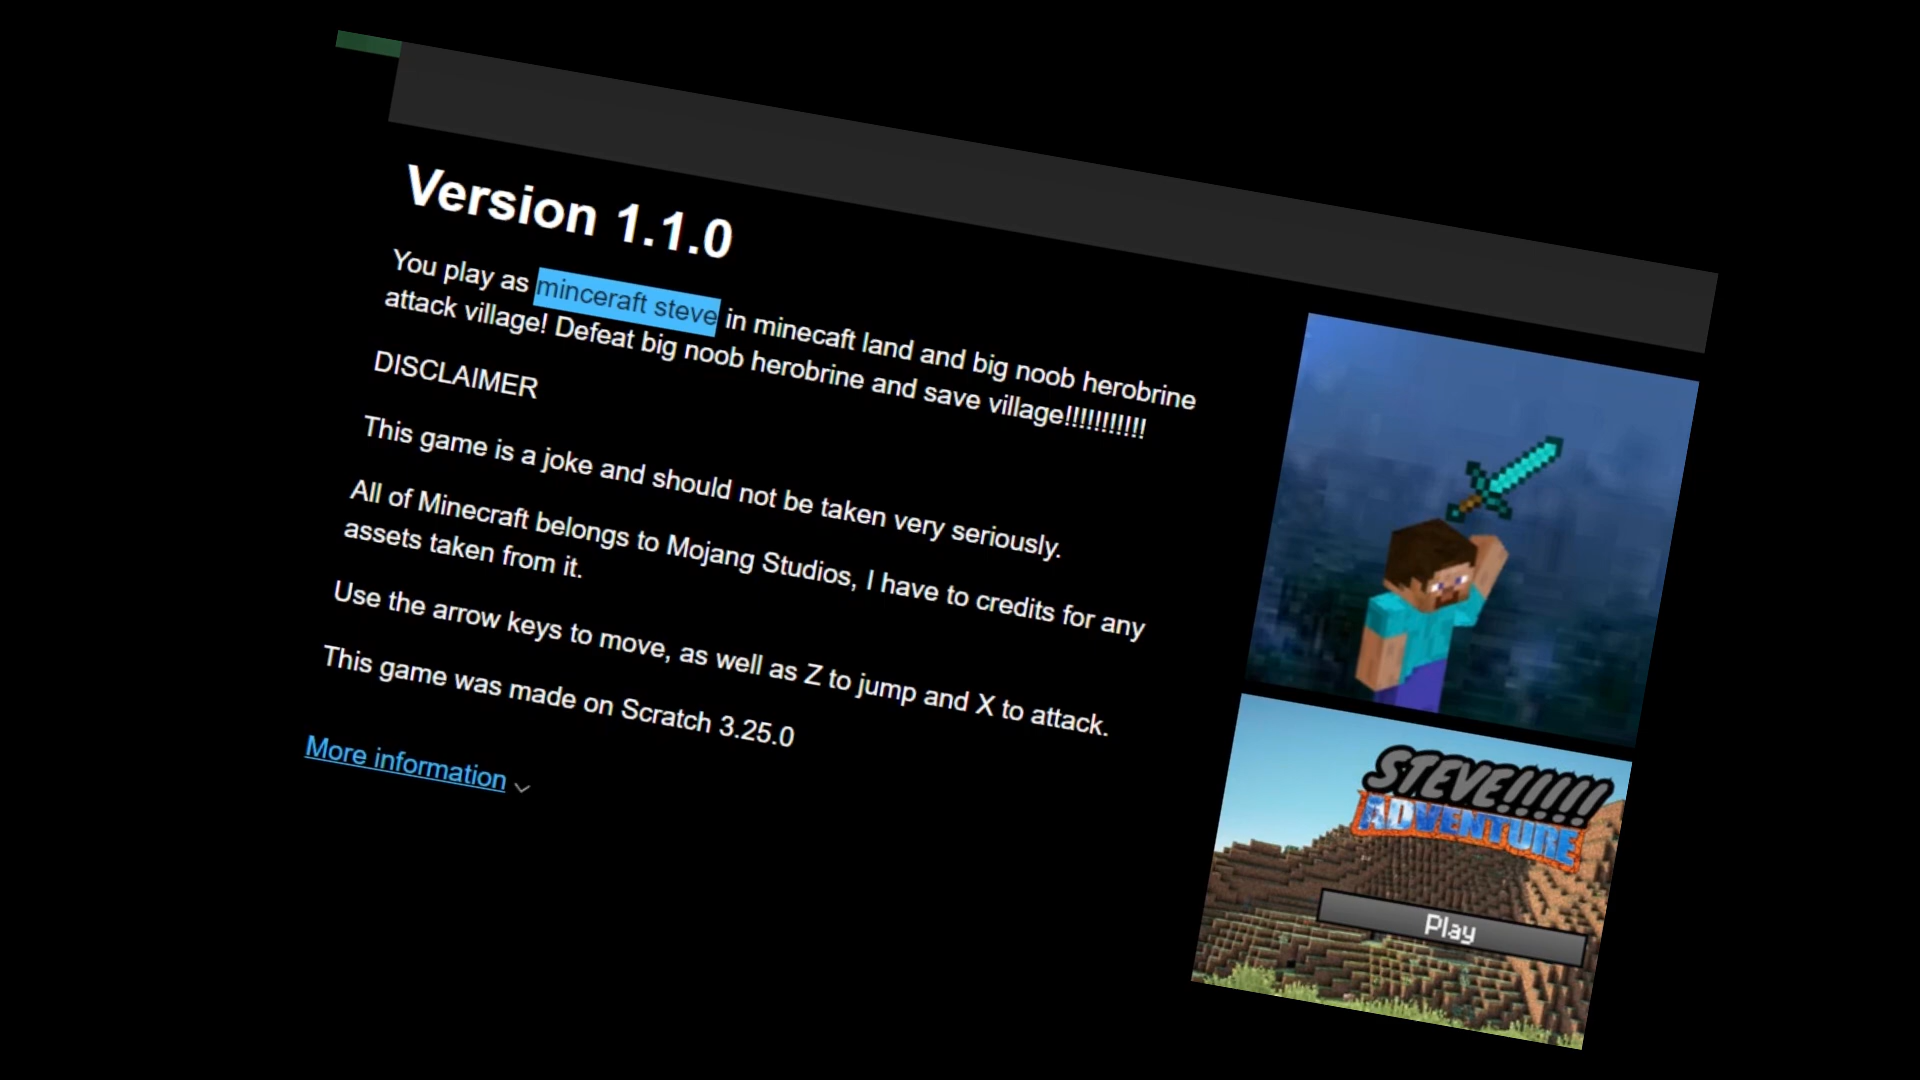 Version 1.1.0
You play as minceraft steve in minecaft land and big noob herobrine
attack village! Defeat big noob herobrine and save village!!!!!!!!!!!
DISCLAIMER
This game is a joke and should not be taken very seriously.
All of Minecraft belongs to Mojang Studios, I have to credits for any
assets taken from it.
Use the arrow keys to move, as well as Z to jump and X to attack.
This game was made on Scratch 3.25.0
More information
STEVE!!!!!
ADVENTURE
Play